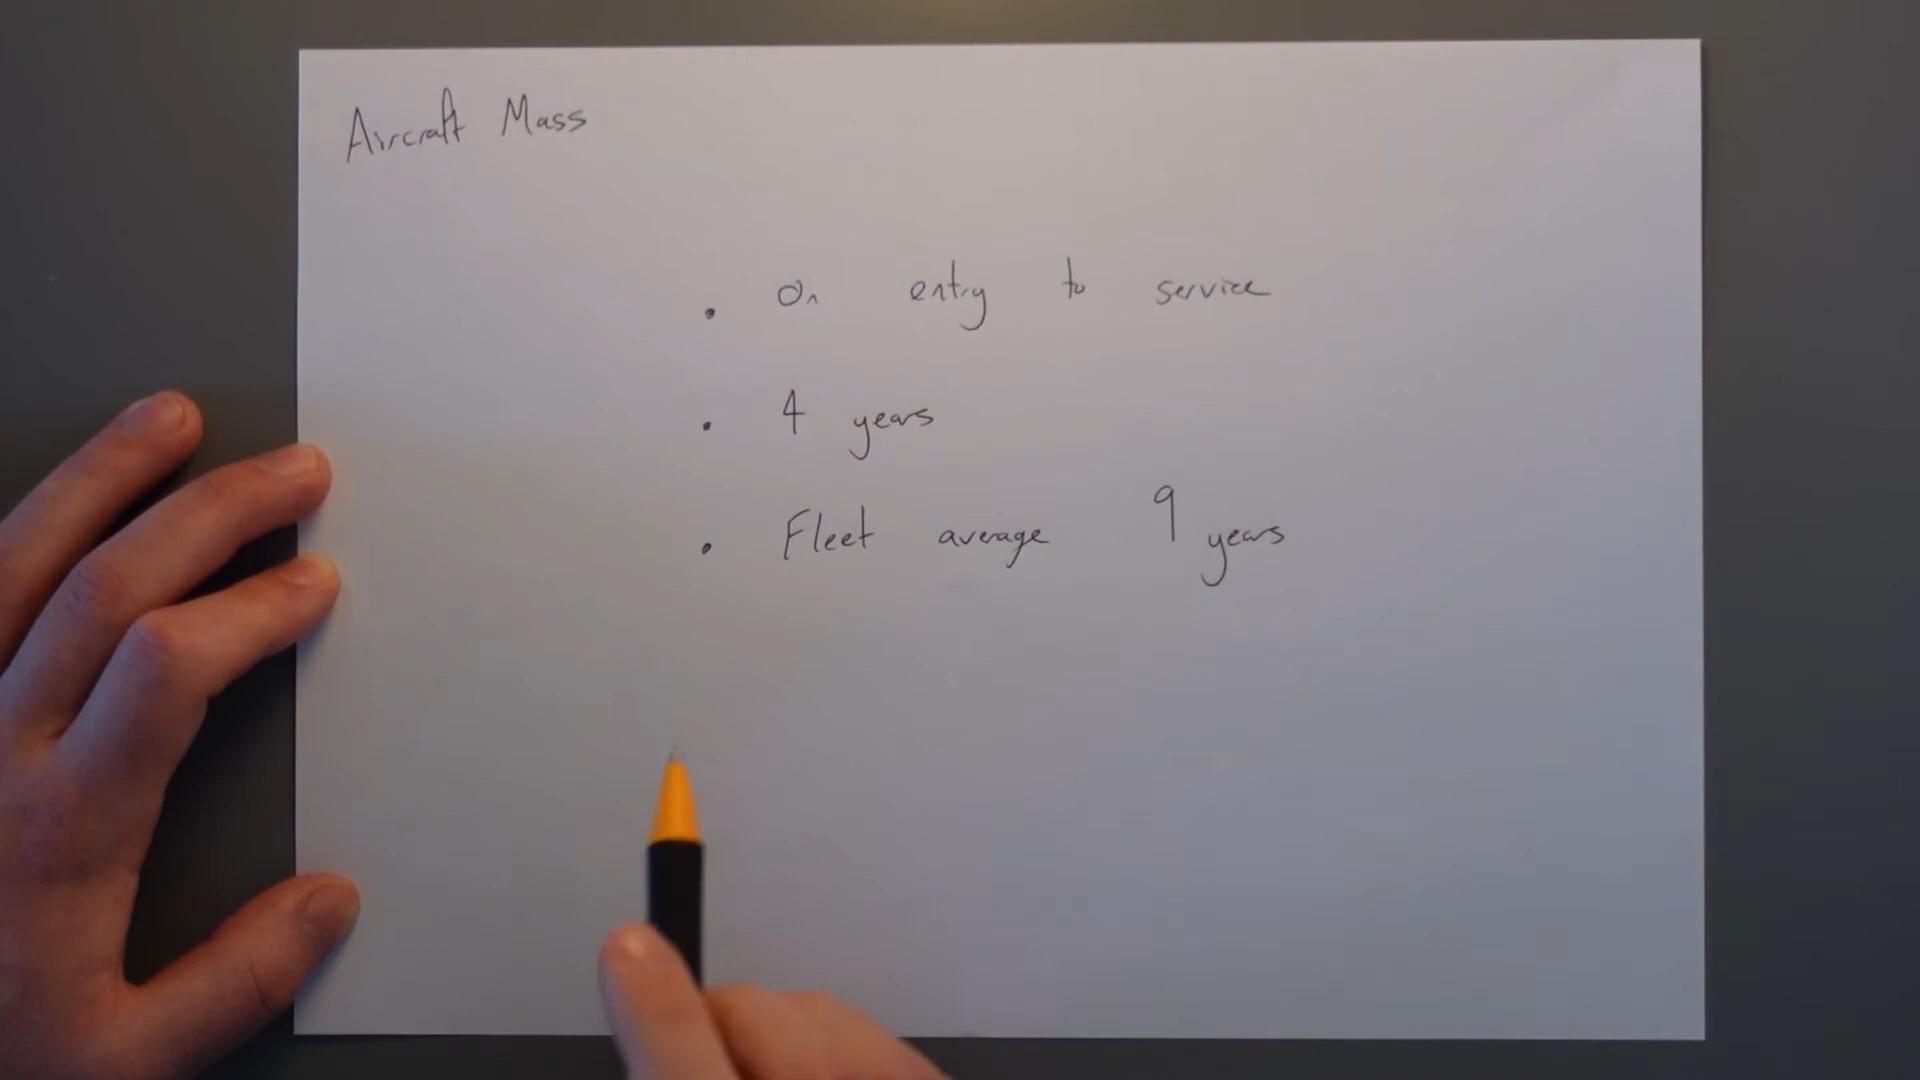 Aircraft Mass
• On entry to service
• 4 years
• Fleet average 9 years